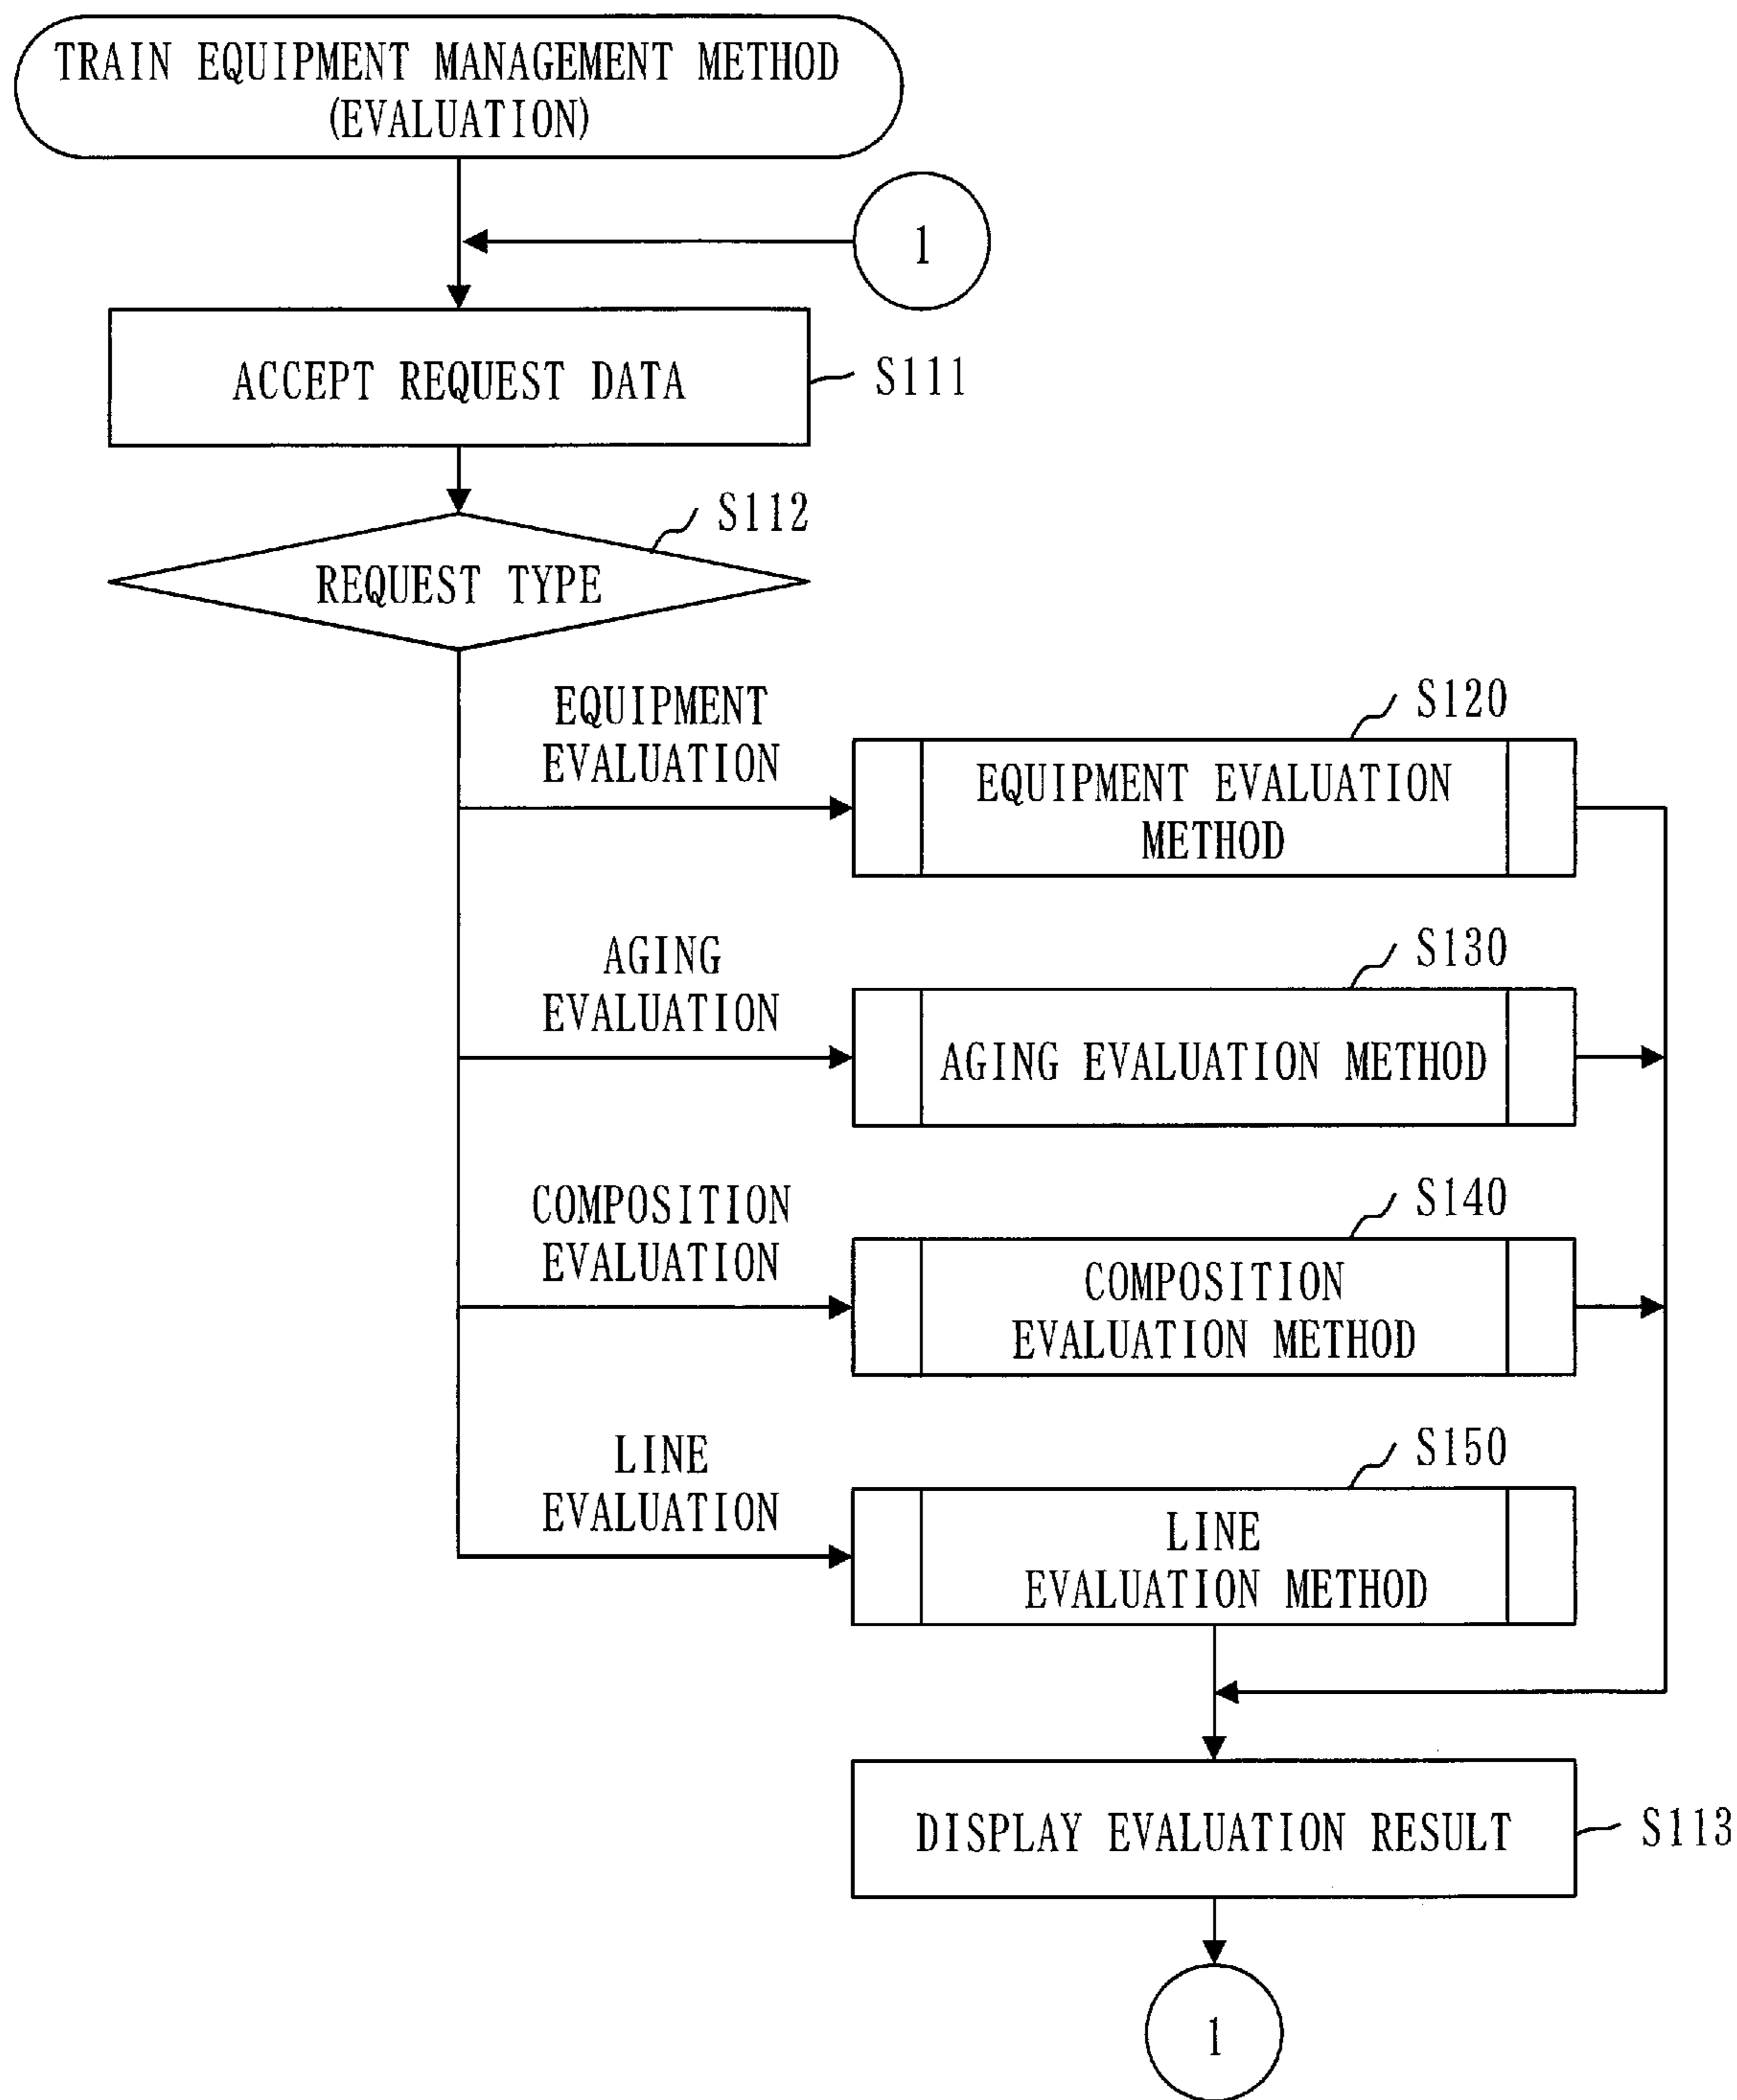 TRAIN EQUIPMENT MANAGEMENT METHOD
(EVALUATION)
1
ACCEPT REQUEST DATA
S111
S112
REQUEST TYPE
EQUIPMENT
EVALUATION
S120
EQUIPMENT EVALUATION
METHOD
AGING
EVALUATION
S130
AGING EVALUATION METHOD
COMPOSITION
EVALUATION
S140
COMPOSITION
EVALUATION METHOD
LINE
EVALUATION
S150
LINE
EVALUATION METHOD
DISPLAY EVALUATION RESULT
S113
1